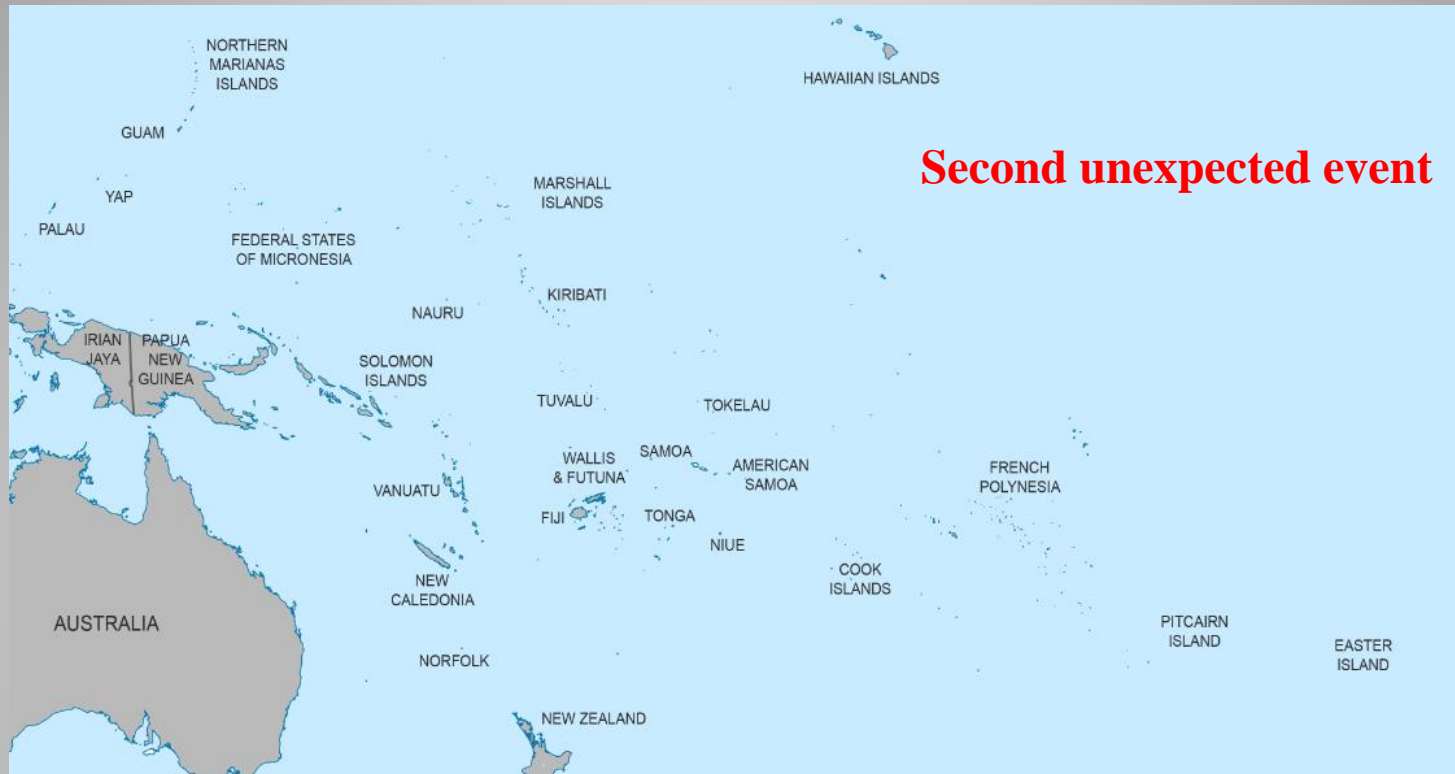 NORTHERN
MARIANAS
ISLANDS
HAWAIIAN ISLANDS
GUAM
Second unexpected event
YAP
MARSHALL
ISLANDS
PALAU
FEDERAL STATES
OF MICRONESIA
KIRIBATI
NAURU
IRIAN
JAYA
PAPUA
NEW
GUINEA
SOLOMON
ISLANDS
TUVALU
TOKELAU
WALLIS
& FUTUNA
SAMOA
AMERICAN
SAMOA
FRENCH
POLYNESIA
VANUATU
FIJI
TONGA
NIUE
COOK
ISLANDS
NEW
CALEDONIA
AUSTRALIA
PITCAIRN
ISLAND
EASTER
ISLAND
NORFOLK
NEW ZEALAND